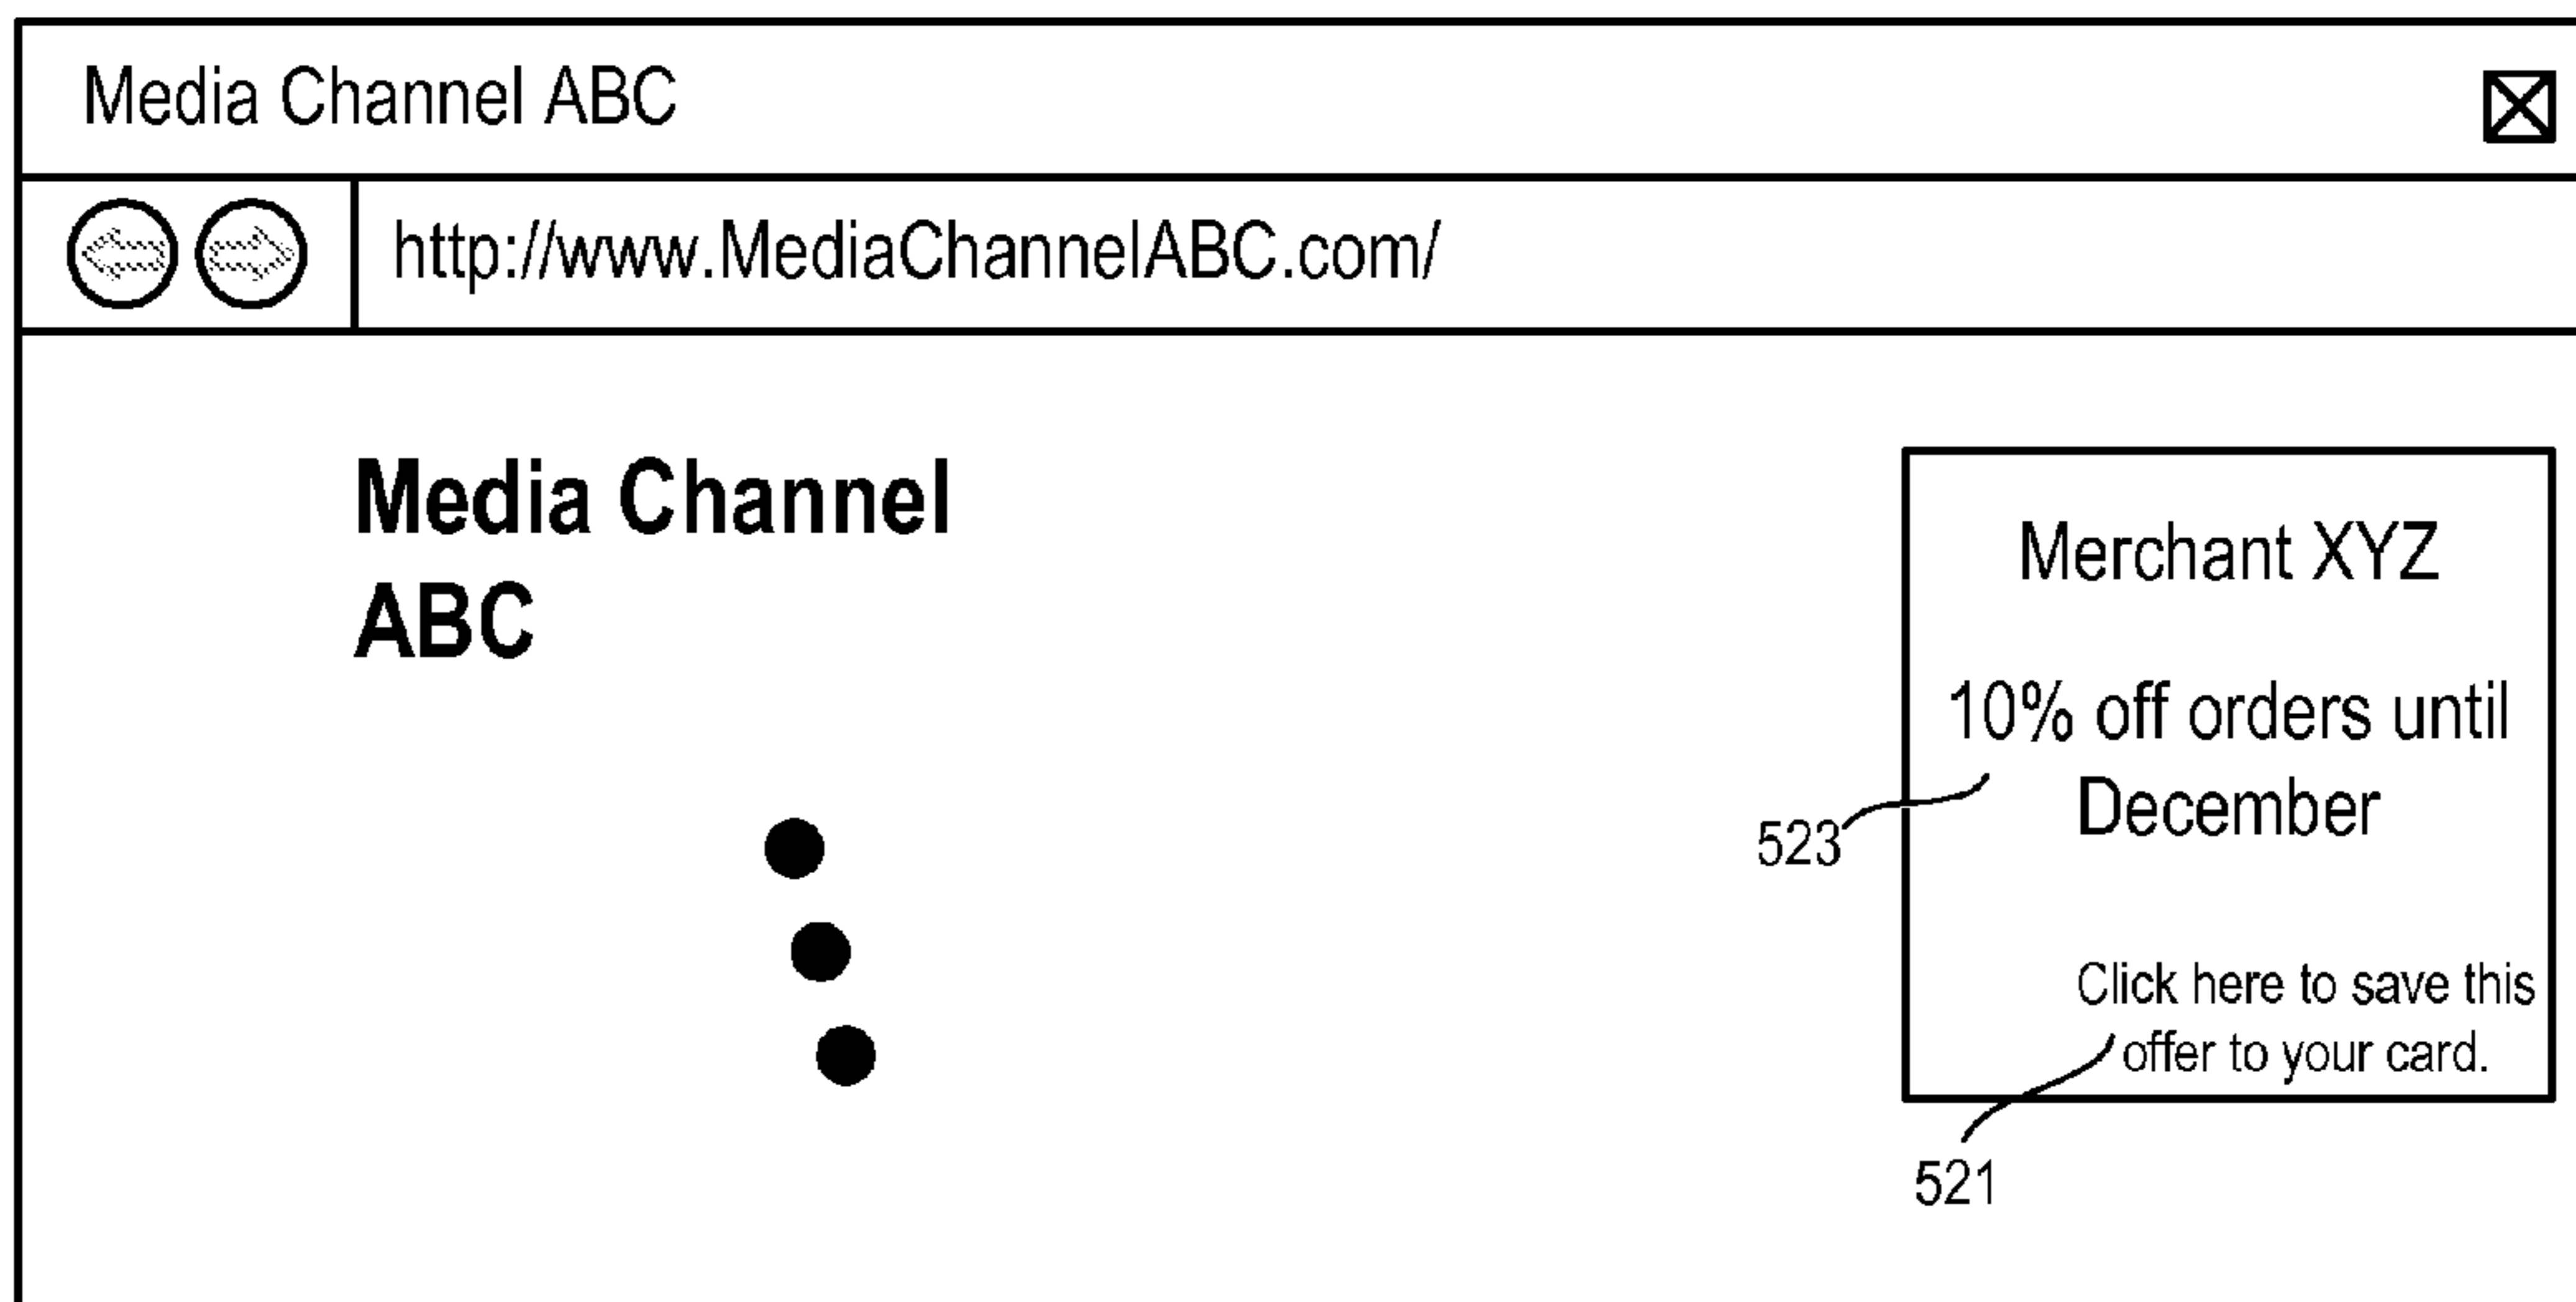 Media Channel ABC
http://www.MediaChannelABC.com/
Media Channel
ABC
Merchant XYZ
10% off orders until
December
523
Click here to save this
offer to your card.
521